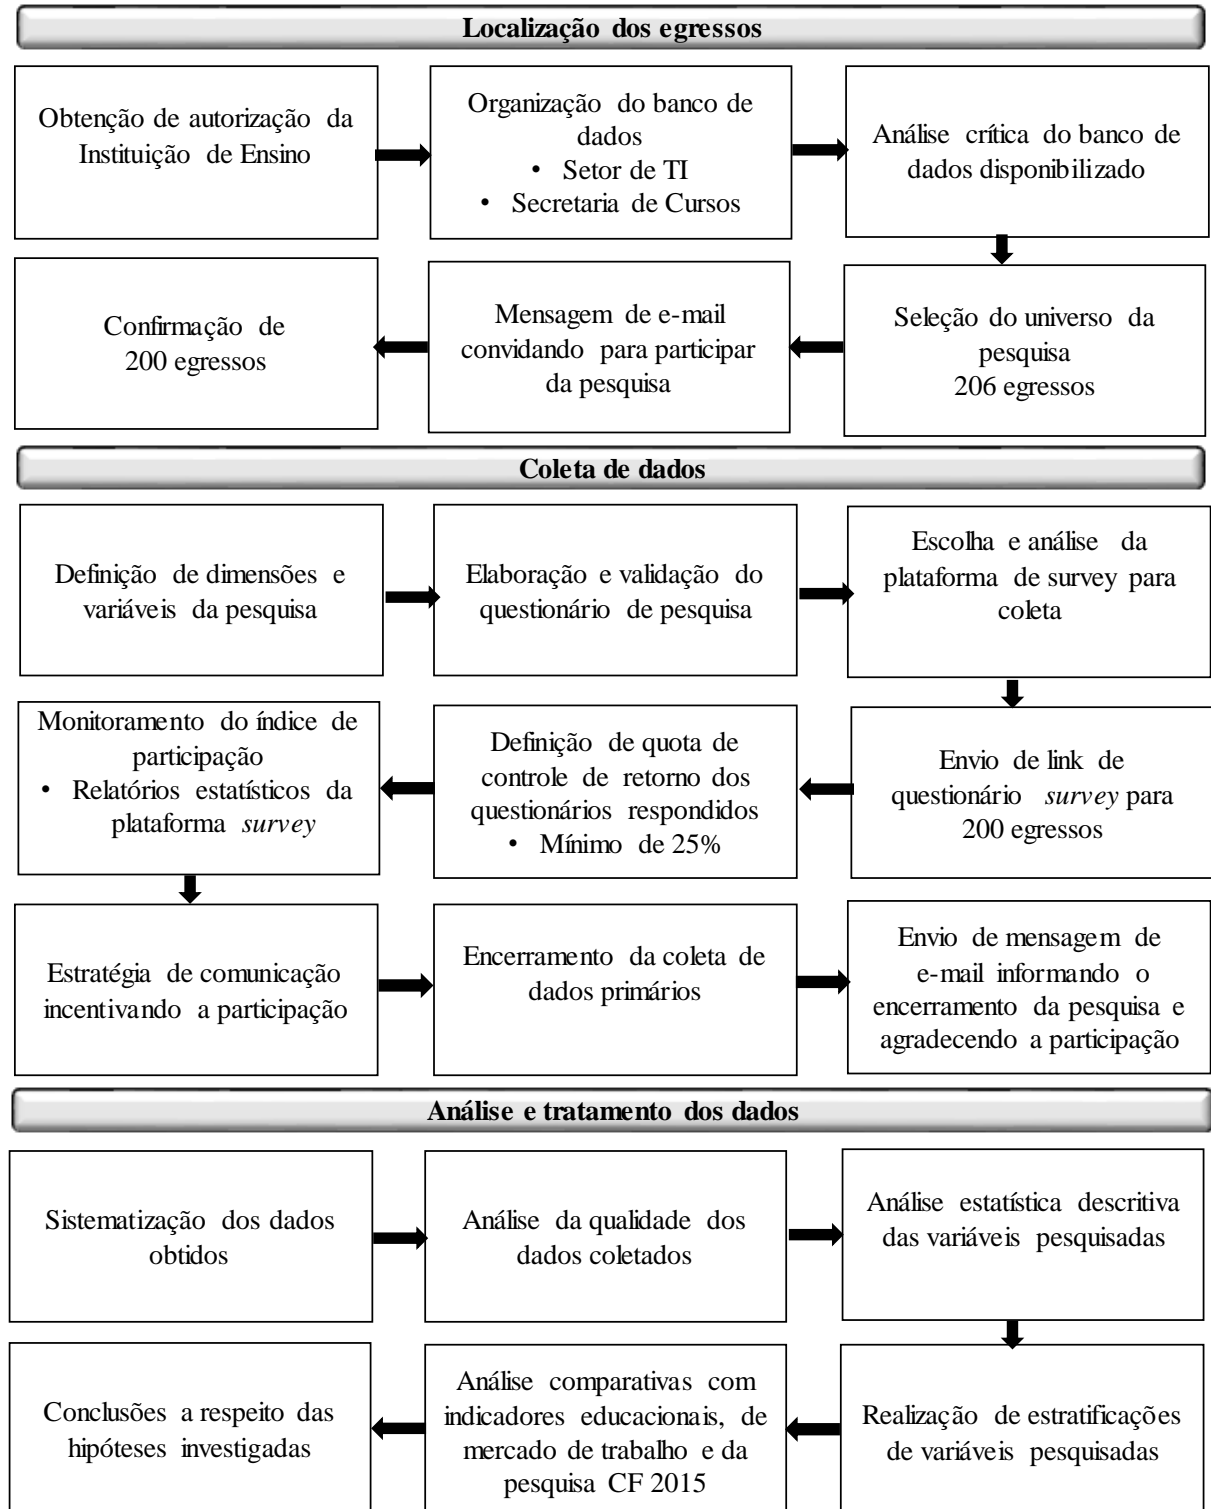 Localização dos egressos
Obtenção de autorização da
Instituição de Ensino
Organização do banco de
dados
• Setor de TI
• Secretaria de Cursos
Análise crítica do banco de
dados disponibilizado
Confirmação de
200 egressos
Mensagem de e-mail
convidando para participar
da pesquisa
Seleção do universo da
pesquisa
206 egressos
Coleta de dados
Definição de dimensões e
variáveis da pesquisa
Elaboração e validação do
questionário de pesquisa
Escolha e análise da
plataforma de survey para
coleta
Monitoramento do índice de
participação
• Relatórios estatísticos da
plataforma survey
Definição de quota de
controle de retorno dos
questionários respondidos
• Mínimo de 25%
Envio de link de
questionário survey para
200 egressos
Estratégia de comunicação
incentivando a participação
Encerramento da coleta de
dados primários
Envio de mensagem de
e-mail informando o
encerramento da pesquisa e
agradecendo a participação
Análise e tratamento dos dados
Sistematização dos dados
obtidos
Análise da qualidade dos
dados coletados
Análise estatística descritiva
das variáveis pesquisadas
Conclusões a respeito das
hipóteses investigadas
Análise comparativas com
indicadores educacionais, de
mercado de trabalho e da
pesquisa CF 2015
Realização de estratificações
de variáveis pesquisadas